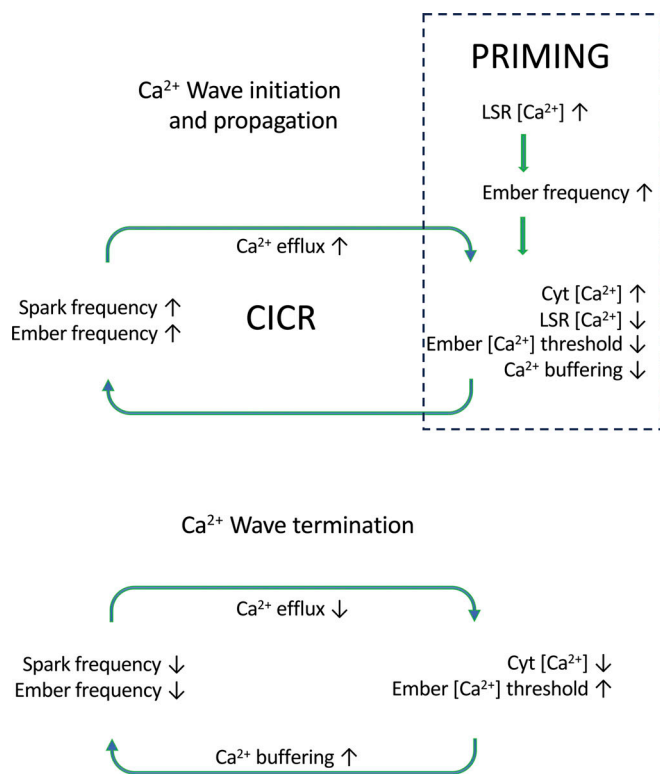 PRIMING
Ca²⁺ Wave initiation
and propagation
LSR [Ca²⁺] ↑
Ember frequency ↑
Ca²⁺ efflux ↑
Spark frequency ↑
Ember frequency ↑
CICR
Cyt [Ca²⁺] ↑
LSR [Ca²⁺] ↓
Ember [Ca²⁺] threshold ↓
Ca²⁺ buffering ↓
Ca²⁺ Wave termination
Ca²⁺ efflux ↓
Spark frequency ↓
Ember frequency ↓
Cyt [Ca²⁺] ↓
Ember [Ca²⁺] threshold ↑
Ca²⁺ buffering ↑